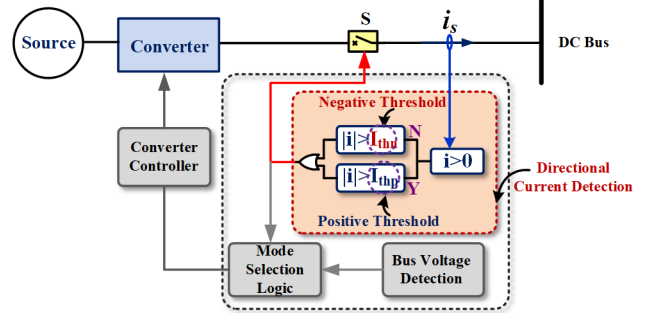 Source
Converter
S
i_s
DC Bus
Negative Threshold
|i|>I_thn
N
i>0
|i|>I_thp
Y
Positive Threshold
Directional
Current Detection
Converter
Controller
Mode
Selection
Logic
Bus Voltage
Detection